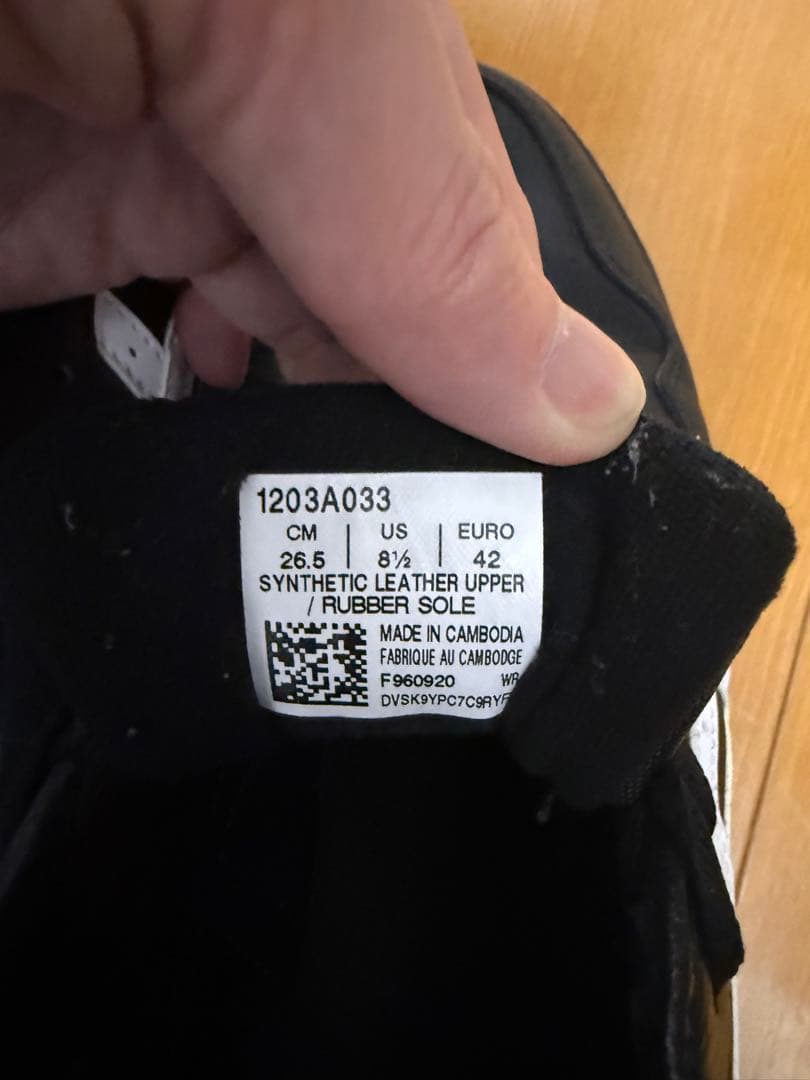 1203A033
CM | US | EURO
26.5 | 8½ | 42
SYNTHETIC LEATHER UPPER
/ RUBBER SOLE
MADE IN CAMBODIA
FABRIQUE AU CAMBODGE
F960920 WR